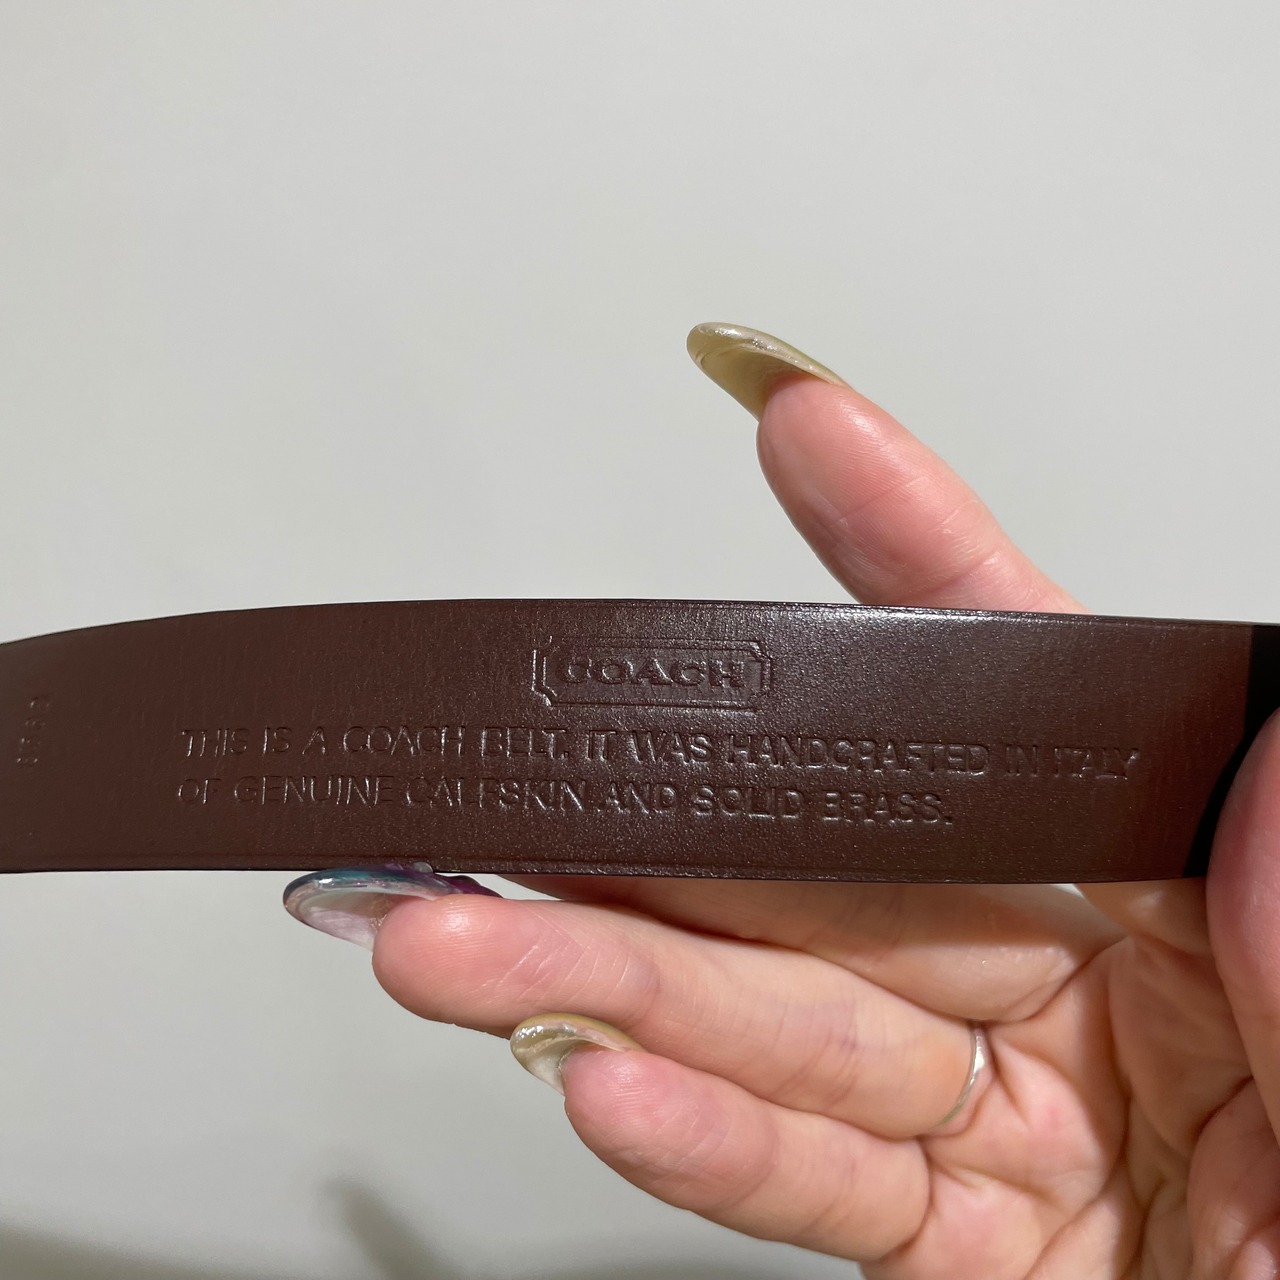 COACH
THIS IS A COACH BELT. IT WAS HANDCRAFTED IN ITALY
OF GENUINE CALFSKIN AND SOLID BRASS.